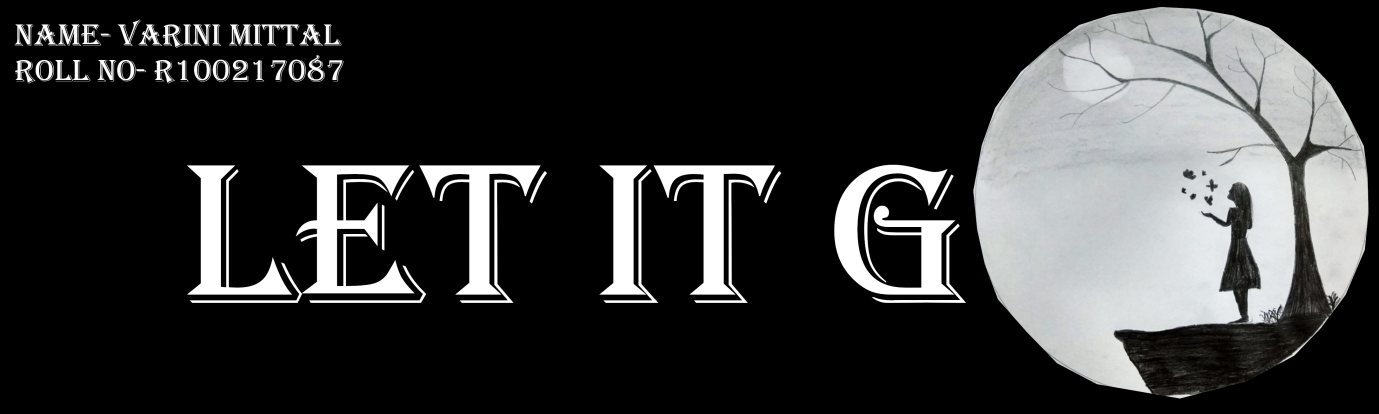 NAME- VARINI MITTAL
ROLL NO- R100217087
LET IT G